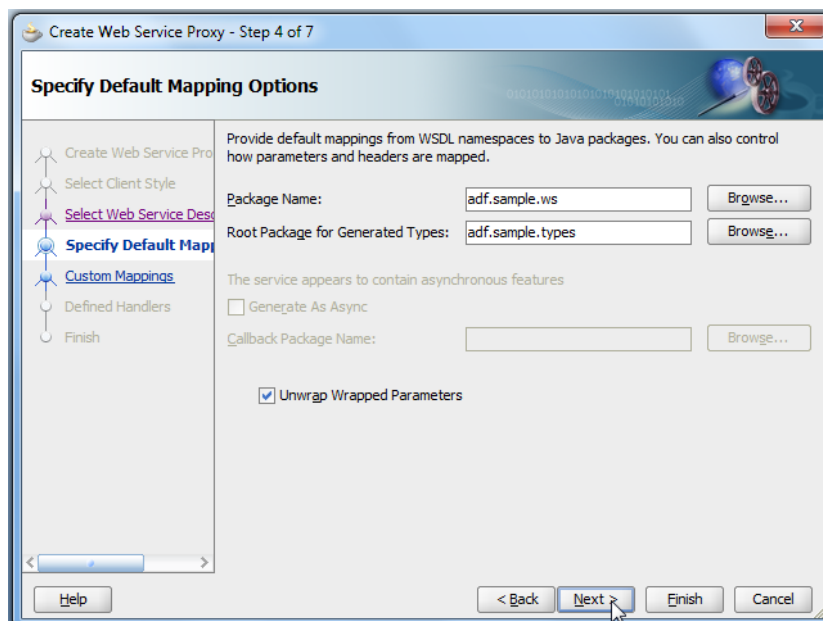 Create Web Service Proxy - Step 4 of 7
Specify Default Mapping Options
010101010101010101010101
01010101010
Create Web Service Pro
Select Client Style
Select Web Service Desc
Specify Default Map
Custom Mappings
Defined Handlers
Finish
Provide default mappings from WSDL namespaces to Java packages. You can also control
how parameters and headers are mapped.
Package Name: adf.sample.ws Browse...
Root Package for Generated Types: adf.sample.types Browse...
The service appears to contain asynchronous features
Generate As Async
Callback Package Name: Browse...
Unwrap Wrapped Parameters
Help < Back Next > Finish Cancel